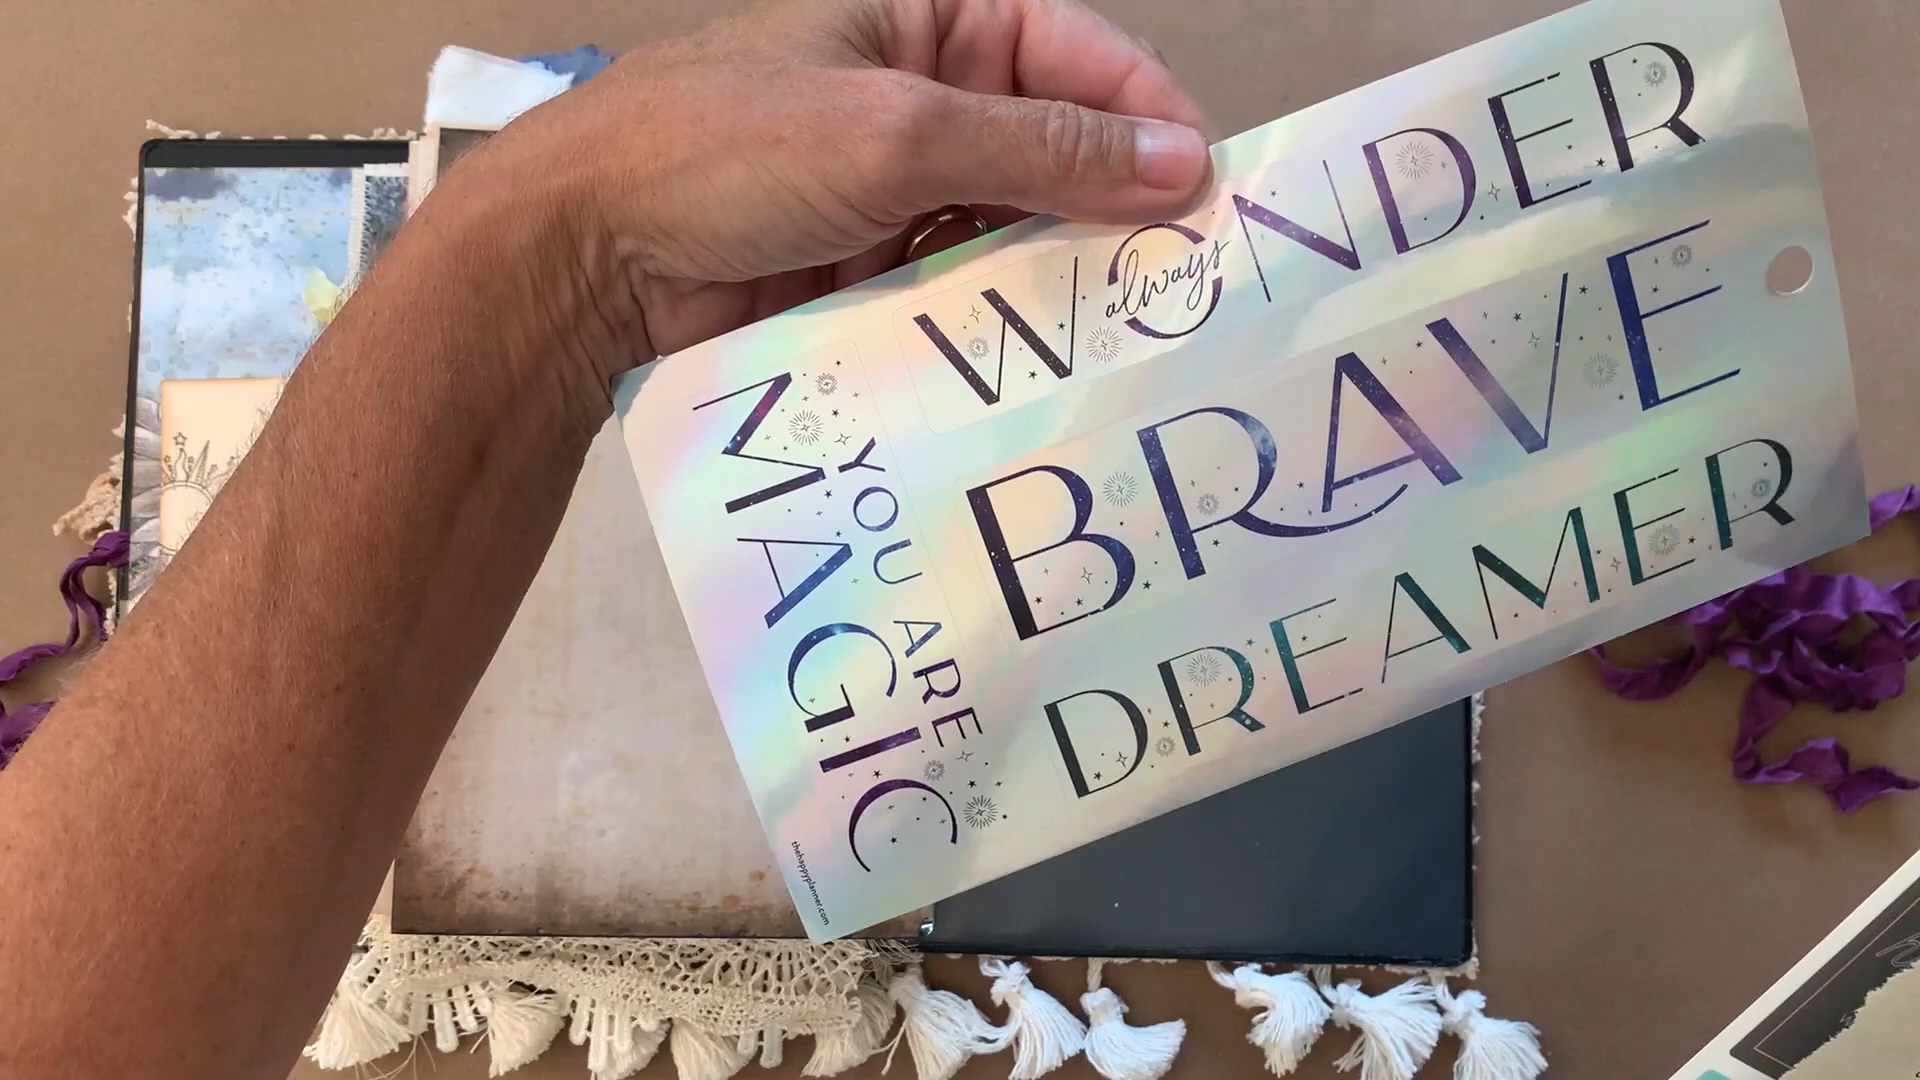 WONDER
always
BRAVE
DREAMER
YOU ARE
MAGIC
thehappyplanner.com